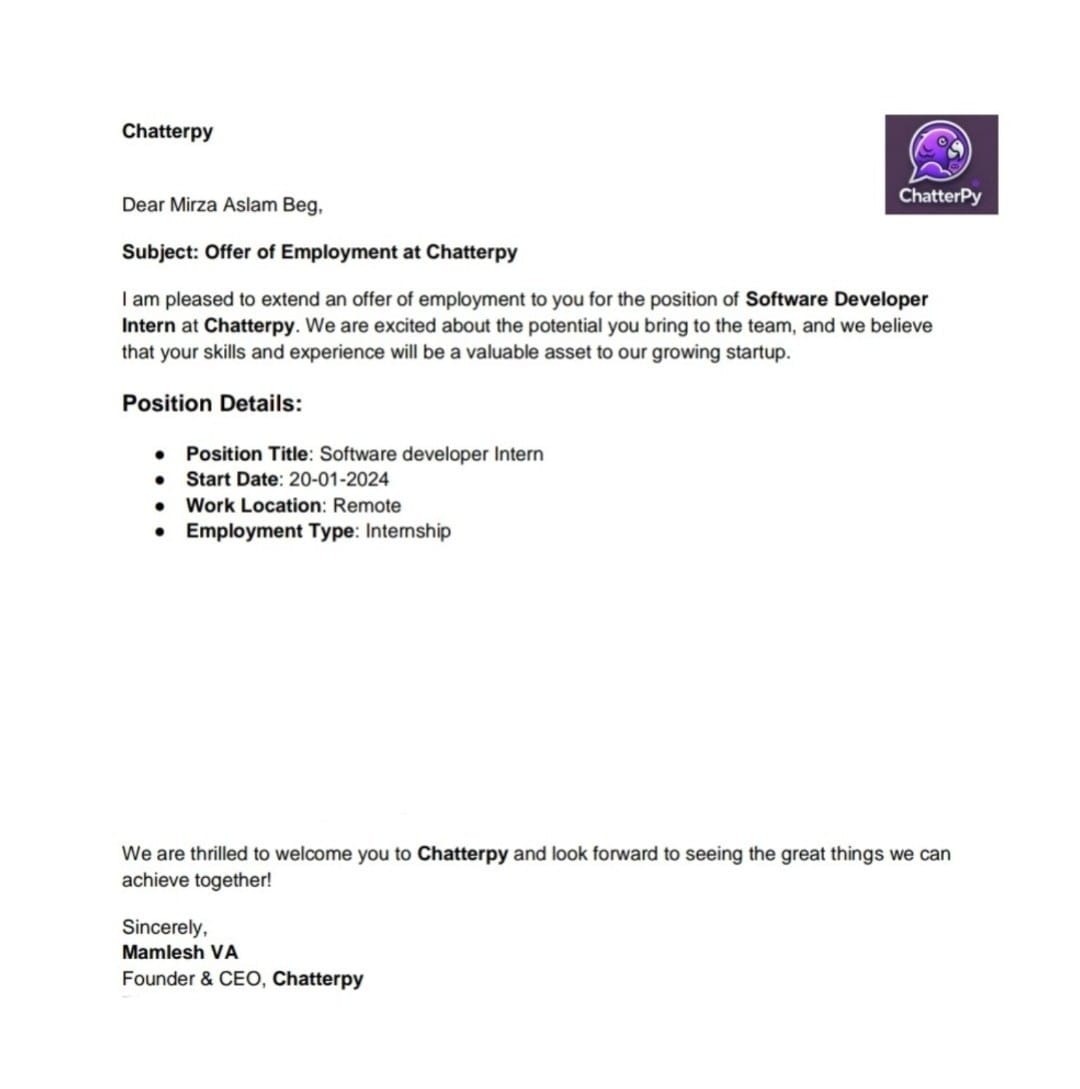 Chatterpy
ChatterPy
Dear Mirza Aslam Beg,
Subject: Offer of Employment at Chatterpy
I am pleased to extend an offer of employment to you for the position of Software Developer
Intern at Chatterpy. We are excited about the potential you bring to the team, and we believe
that your skills and experience will be a valuable asset to our growing startup.
Position Details:
● Position Title: Software developer Intern
● Start Date: 20-01-2024
● Work Location: Remote
● Employment Type: Internship
We are thrilled to welcome you to Chatterpy and look forward to seeing the great things we can
achieve together!
Sincerely,
Mamlesh VA
Founder & CEO, Chatterpy